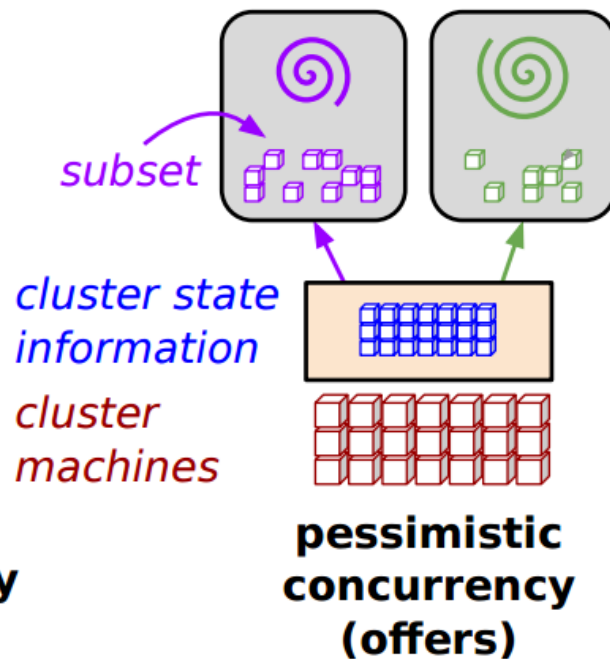 subset
cluster state
information
cluster
machines
pessimistic
concurrency
(offers)
y